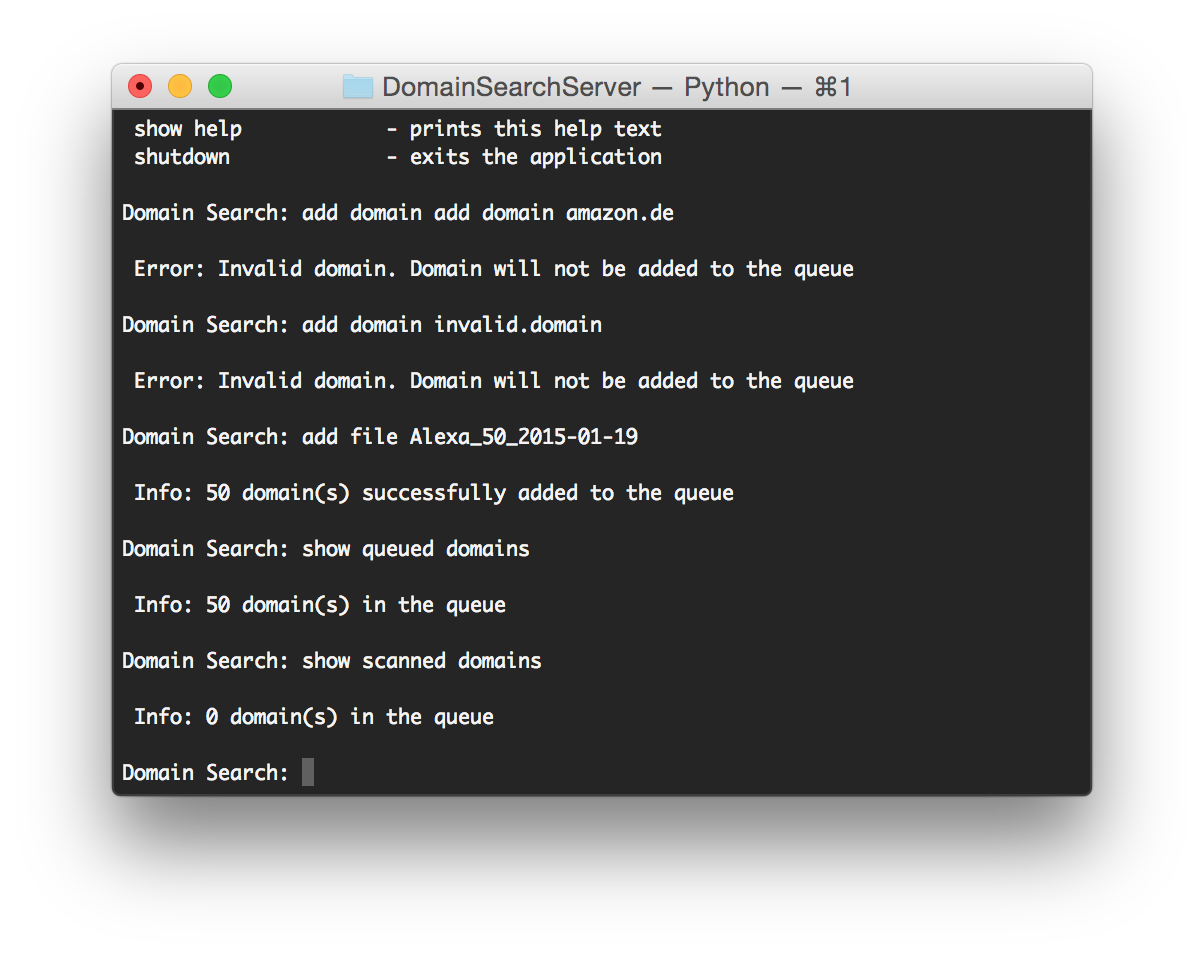 DomainSearchServer — Python — ⌘1
show help - prints this help text
shutdown - exits the application
Domain Search: add domain add domain amazon.de
Error: Invalid domain. Domain will not be added to the queue
Domain Search: add domain invalid.domain
Error: Invalid domain. Domain will not be added to the queue
Domain Search: add file Alexa_50_2015-01-19
Info: 50 domain(s) successfully added to the queue
Domain Search: show queued domains
Info: 50 domain(s) in the queue
Domain Search: show scanned domains
Info: 0 domain(s) in the queue
Domain Search: